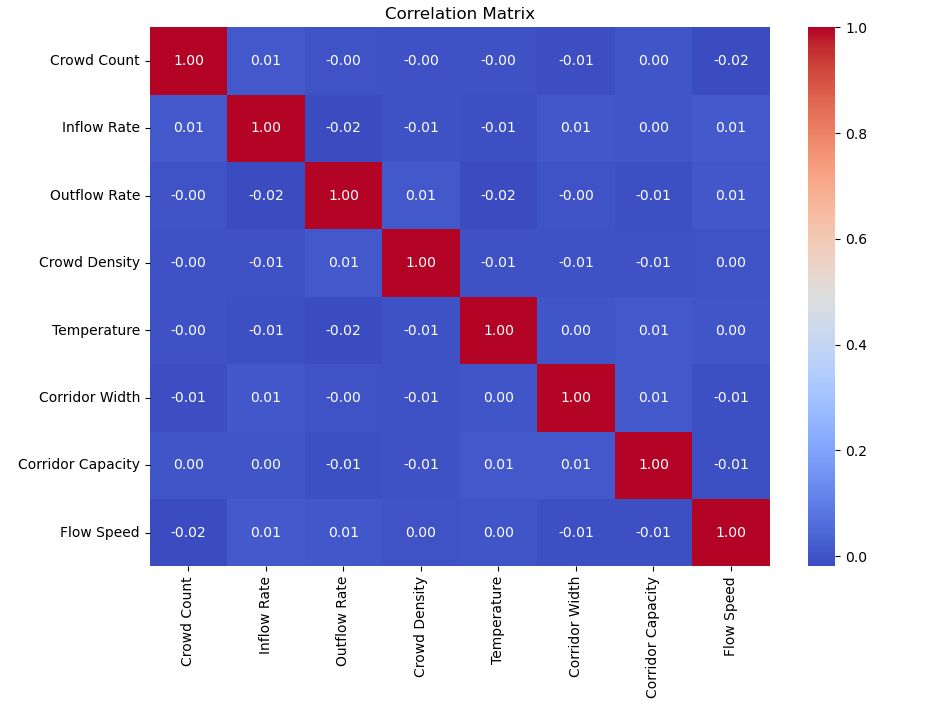 Correlation Matrix
Crowd Count 1.00 0.01 -0.00 -0.00 -0.00 -0.01 0.00 -0.02
Inflow Rate 0.01 1.00 -0.02 -0.01 -0.01 0.01 0.00 0.01
Outflow Rate -0.00 -0.02 1.00 0.01 -0.02 -0.00 -0.01 0.01
Crowd Density -0.00 -0.01 0.01 1.00 -0.01 -0.01 -0.01 0.00
Temperature -0.00 -0.01 -0.02 -0.01 1.00 0.00 0.01 0.00
Corridor Width -0.01 0.01 -0.00 -0.01 0.00 1.00 0.01 -0.01
Corridor Capacity 0.00 0.00 -0.01 -0.01 0.01 0.01 1.00 -0.01
Flow Speed -0.02 0.01 0.01 0.00 0.00 -0.01 -0.01 1.00
Crowd Count
Inflow Rate
Outflow Rate
Crowd Density
Temperature
Corridor Width
Corridor Capacity
Flow Speed
1.0
0.8
0.6
0.4
0.2
0.0